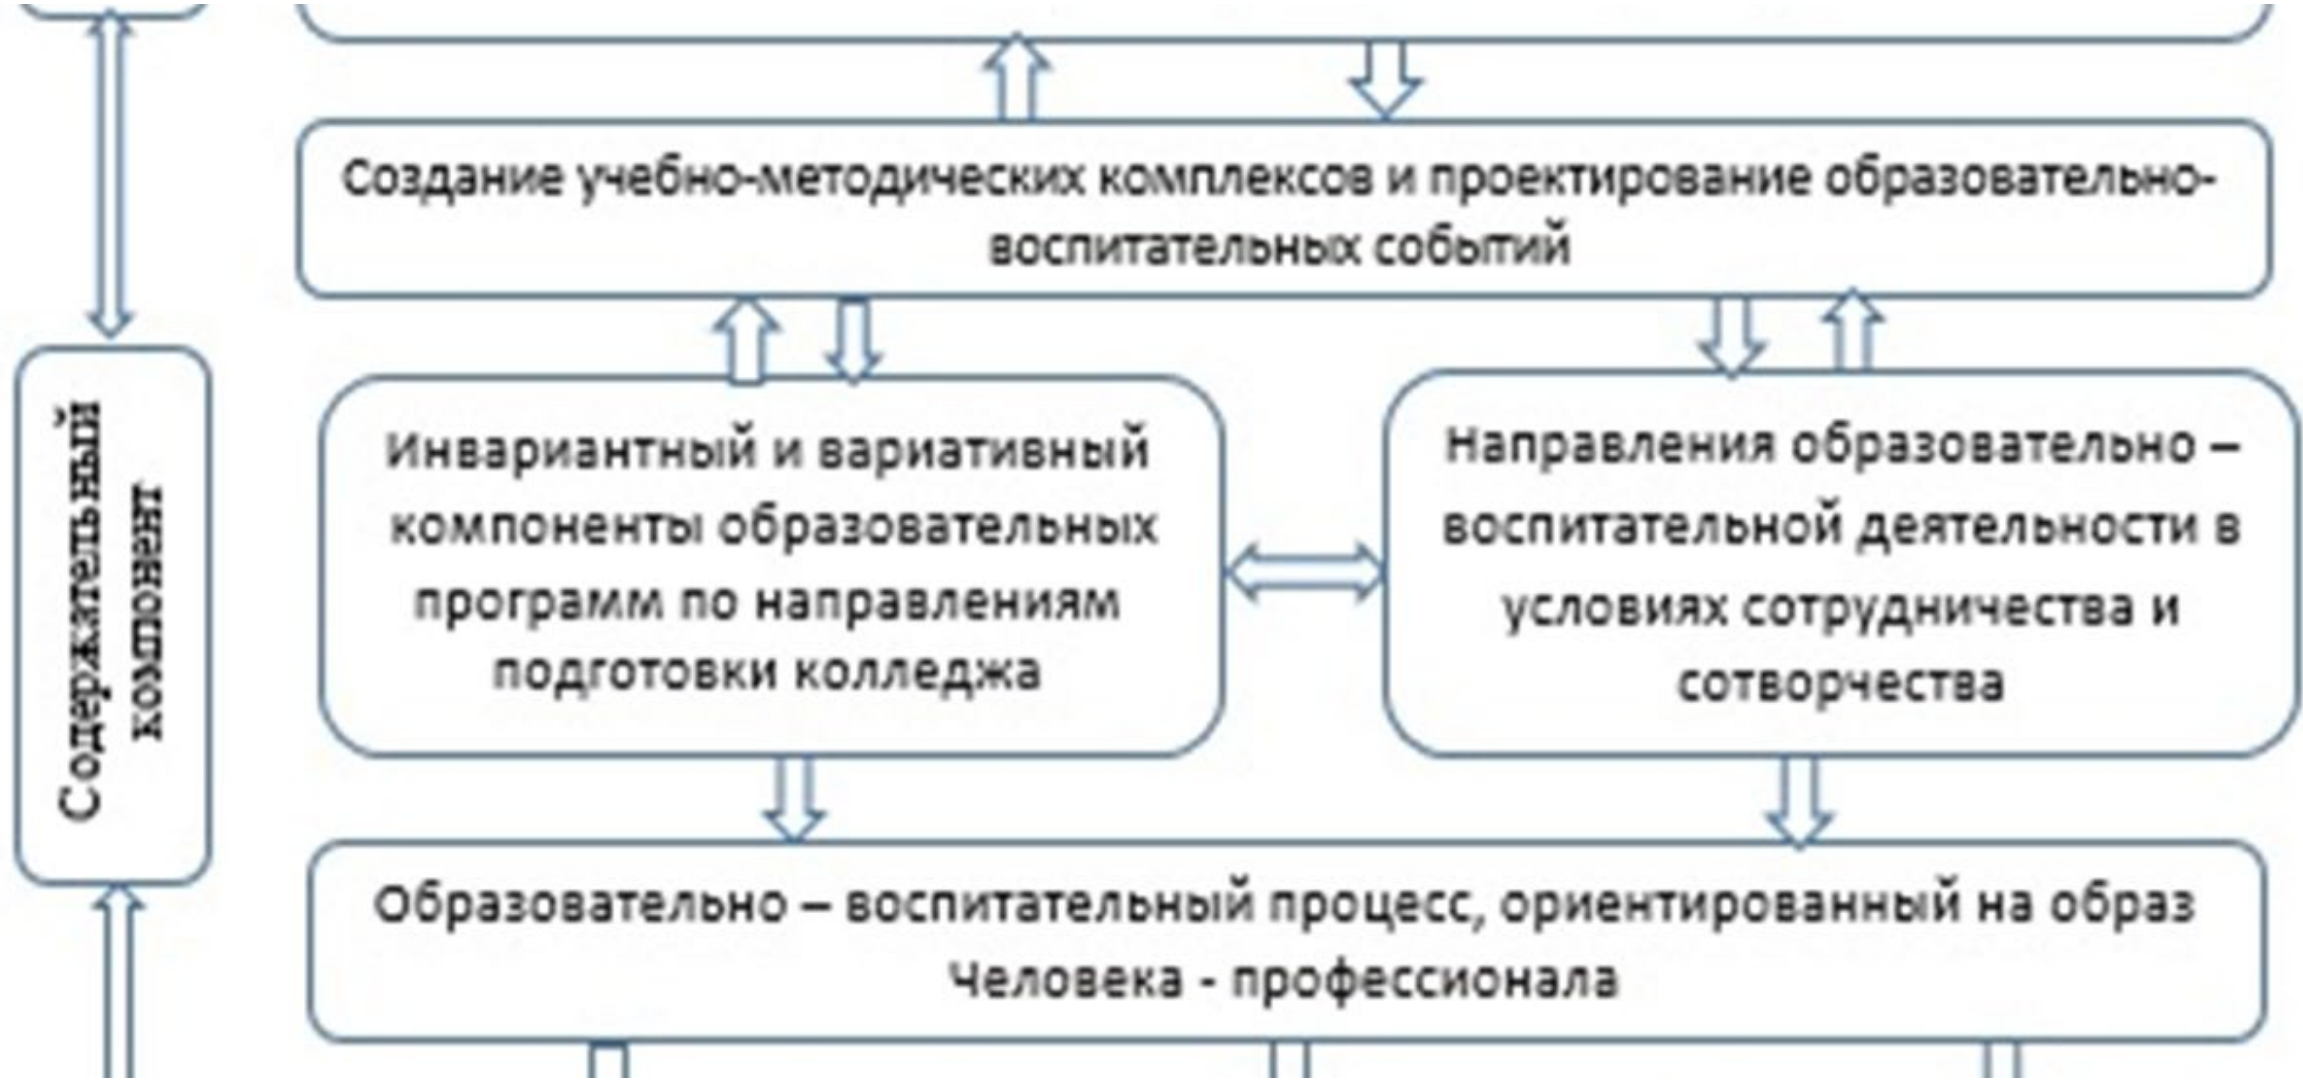 Содержательный
компонент
Создание учебно-методических комплексов и проектирование образовательно-
воспитательных событий
Инвариантный и вариативный
компоненты образовательных
программ по направлениям
подготовки колледжа
Направления образовательно –
воспитательной деятельности в
условиях сотрудничества и
сотворчества
Образовательно – воспитательный процесс, ориентированный на образ
Человека - профессионала